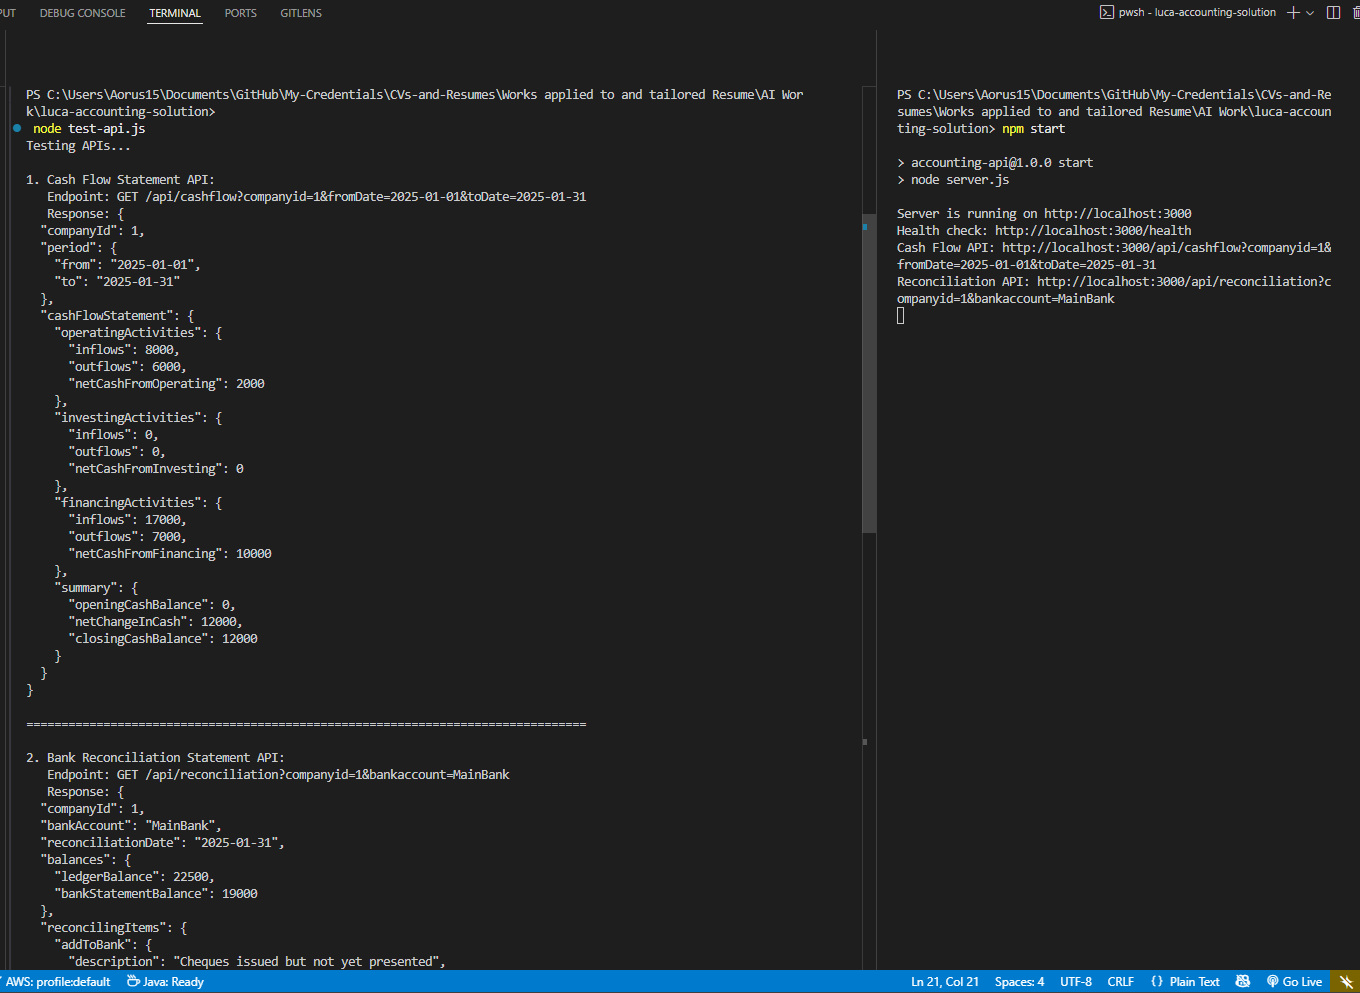 PUT DEBUG CONSOLE TERMINAL PORTS GITLENS pwsh - luca-accounting-solution
PS C:\Users\Aorus15\Documents\GitHub\My-Credentials\CVs-and-Resumes\Works applied to and tailored Resume\AI Wor
k\luca-accounting-solution>
node test-api.js
Testing APIs...
1. Cash Flow Statement API:
Endpoint: GET /api/cashflow?companyid=1&fromDate=2025-01-01&toDate=2025-01-31
Response: {
"companyId": 1,
"period": {
"from": "2025-01-01",
"to": "2025-01-31"
},
"cashFlowStatement": {
"operatingActivities": {
"inflows": 8000,
"outflows": 6000,
"netCashFromOperating": 2000
},
"investingActivities": {
"inflows": 0,
"outflows": 0,
"netCashFromInvesting": 0
},
"financingActivities": {
"inflows": 17000,
"outflows": 7000,
"netCashFromFinancing": 10000
},
"summary": {
"openingCashBalance": 0,
"netChangeInCash": 12000,
"closingCashBalance": 12000
}
}
}
================================================================================
2. Bank Reconciliation Statement API:
Endpoint: GET /api/reconciliation?companyid=1&bankaccount=MainBank
Response: {
"companyId": 1,
"bankAccount": "MainBank",
"reconciliationDate": "2025-01-31",
"balances": {
"ledgerBalance": 22500,
"bankStatementBalance": 19000
},
"reconcilingItems": {
"addToBank": {
"description": "Cheques issued but not yet presented",
PS C:\Users\Aorus15\Documents\GitHub\My-Credentials\CVs-and-Re
sumes\Works applied to and tailored Resume\AI Work\luca-accoun
ting-solution> npm start
> accounting-api@1.0.0 start
> node server.js
Server is running on http://localhost:3000
Health check: http://localhost:3000/health
Cash Flow API: http://localhost:3000/api/cashflow?companyid=1&
fromDate=2025-01-01&toDate=2025-01-31
Reconciliation API: http://localhost:3000/api/reconciliation?c
ompanyid=1&bankaccount=MainBank
AWS: profile:default Java: Ready Ln 21, Col 21 Spaces: 4 UTF-8 CRLF {} Plain Text Go Live